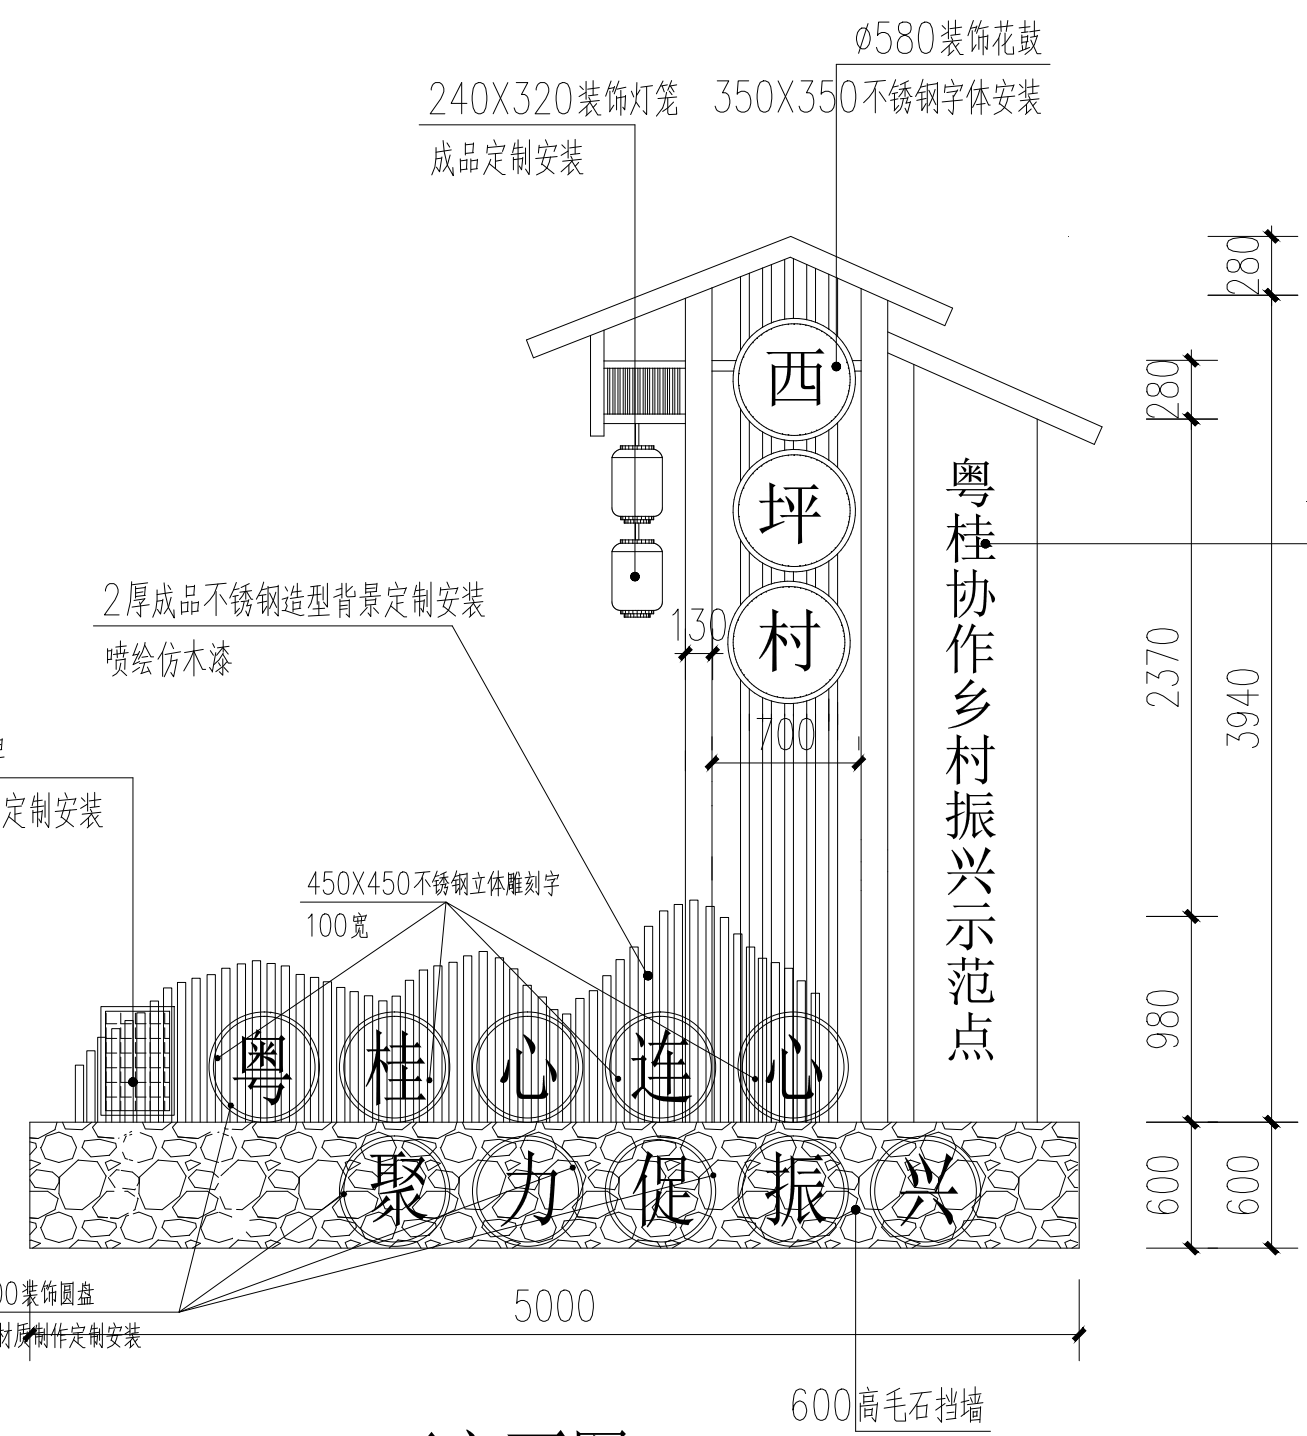 ø580装饰花鼓
240X320装饰灯笼
350X350不锈钢字体安装
成品定制安装
280
280
西
坪
村
粤桂协作乡村振兴示范点
2厚成品不锈钢造型背景定制安装
喷绘仿木漆
130
700
2370
3940
定制安装
450X450不锈钢立体雕刻字
100宽
980
粤桂心连心
聚力促振兴
600
600
00装饰圆盘
材质制作定制安装
5000
600高毛石挡墙